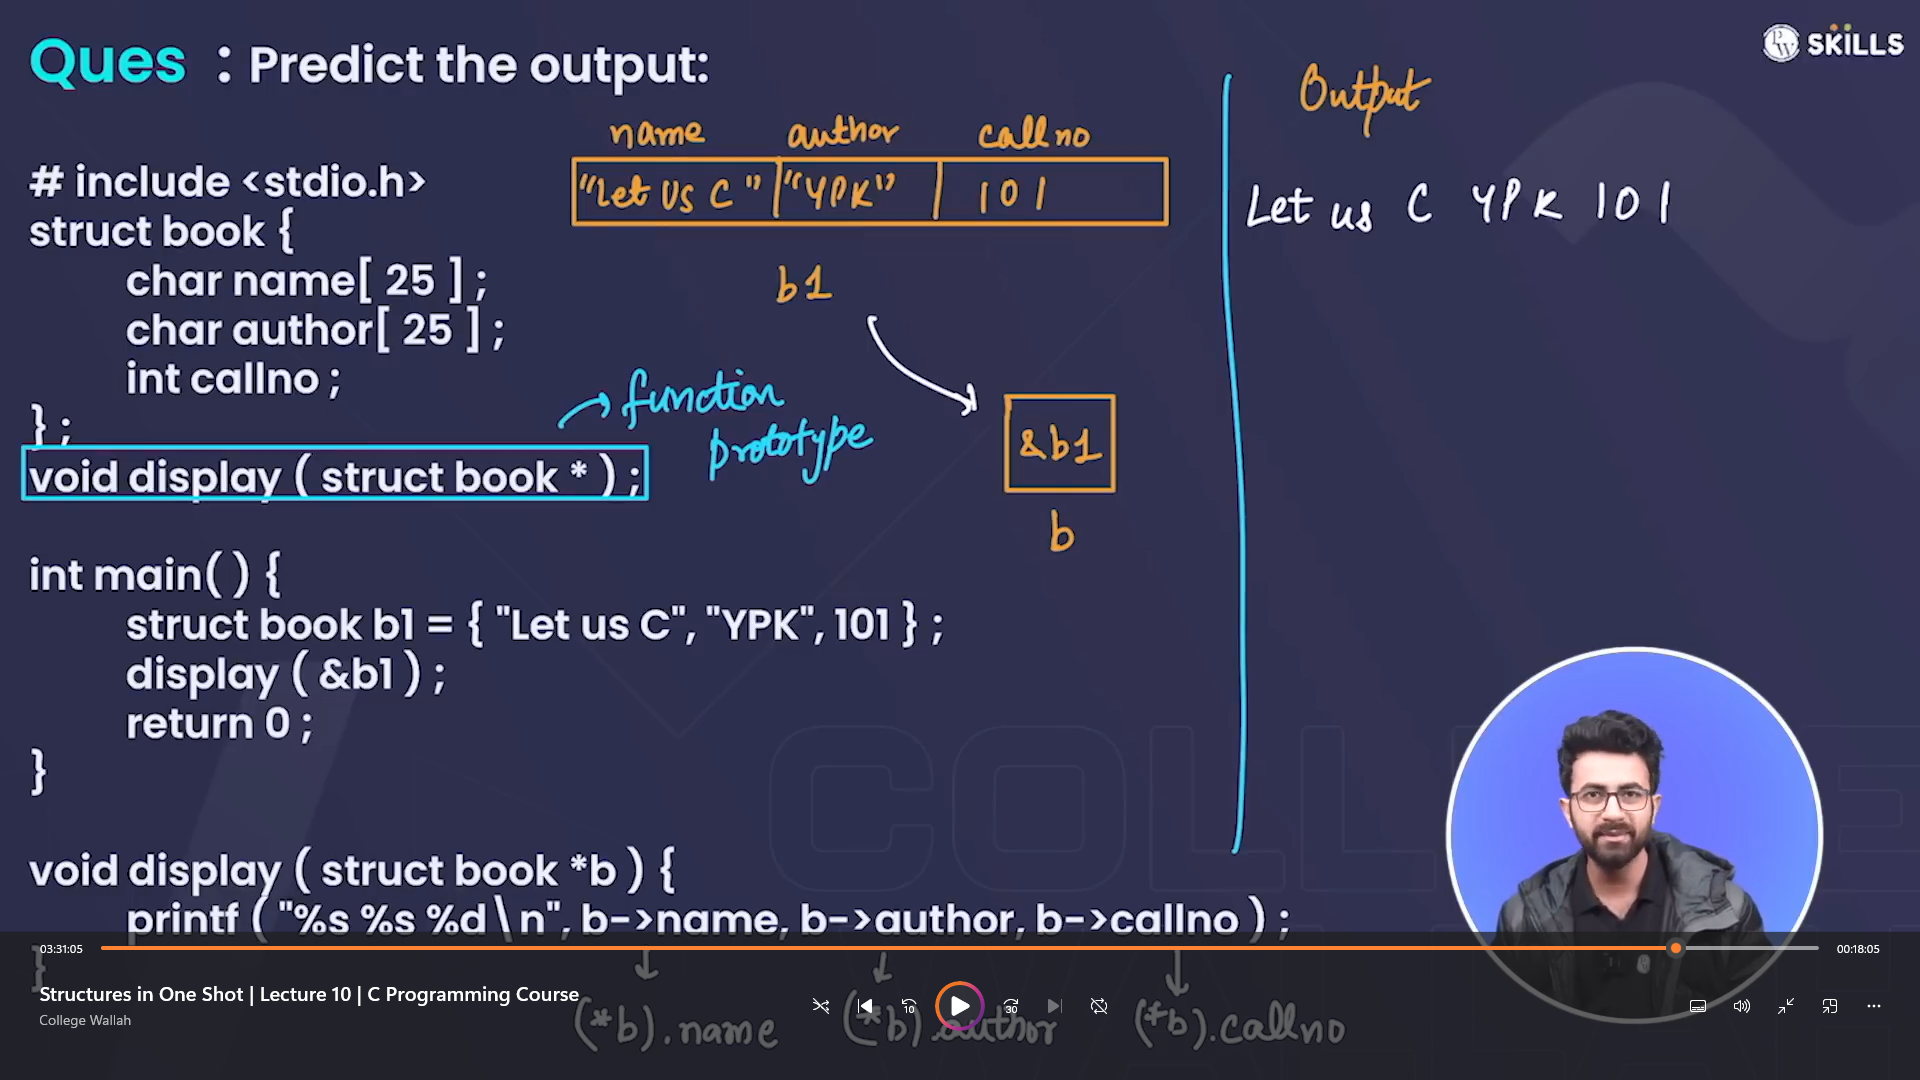 Ques : Predict the output:
SKILLS
Output
name author callno
"Let Us C" "YPK" 101
Let us C YPK 101
b1
# include <stdio.h>
struct book {
char name[ 25 ] ;
char author[ 25 ] ;
int callno ;
} ;
function
prototype
&b1
b
void display ( struct book * ) ;
int main( ) {
struct book b1 = { "Let us C", "YPK", 101 } ;
display ( &b1 ) ;
return 0 ;
}
void display ( struct book *b ) {
printf ( "%s %s %d\n", b->name, b->author, b->callno ) ;
}
03:31:05
00:18:05
Structures in One Shot | Lecture 10 | C Programming Course
College Wallah
10
30
(*b).name (*b).author (*b).callno
COLLE